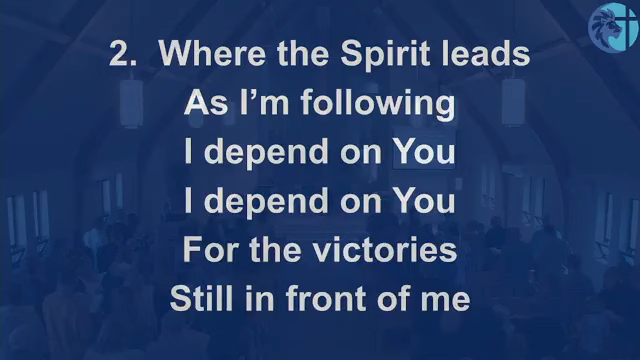 2. Where the Spirit leads
As I'm following
I depend on You
I depend on You
For the victories
Still in front of me